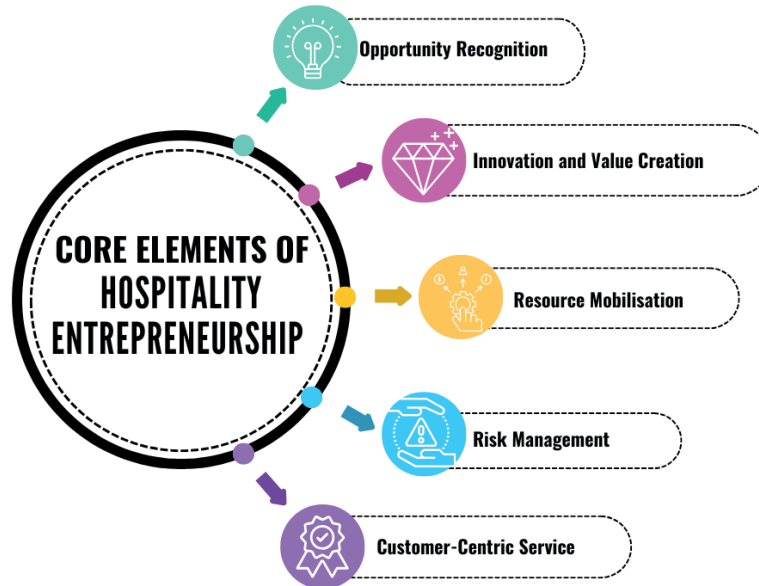 Opportunity Recognition
Innovation and Value Creation
CORE ELEMENTS OF
HOSPITALITY
ENTREPRENEURSHIP
Resource Mobilisation
Risk Management
Customer-Centric Service